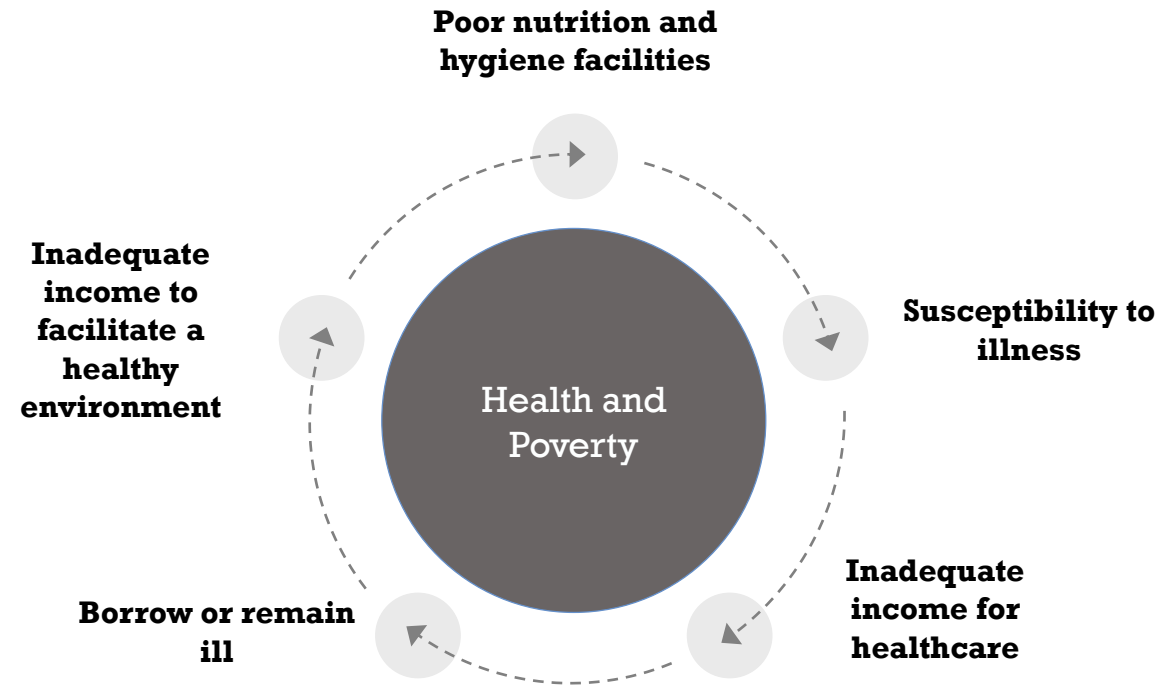 Poor nutrition and
hygiene facilities
Susceptibility to
illness
Inadequate
income for
healthcare
Borrow or remain
ill
Inadequate
income to
facilitate a
healthy
environment
Health and
Poverty